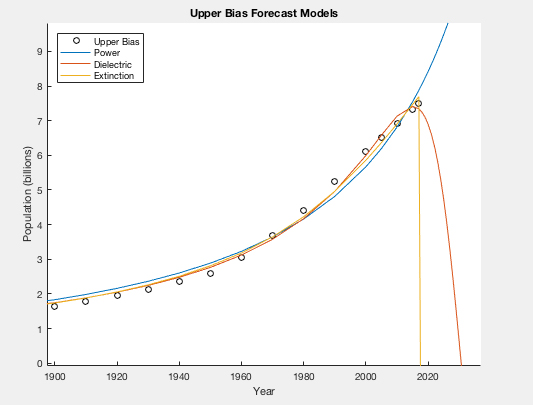 Upper Bias Forecast Models
Upper Bias
Power
Dielectric
Extinction
Population (billions)
9
8
7
6
5
4
3
2
1
0
1900 1920 1940 1960 1980 2000 2020
Year